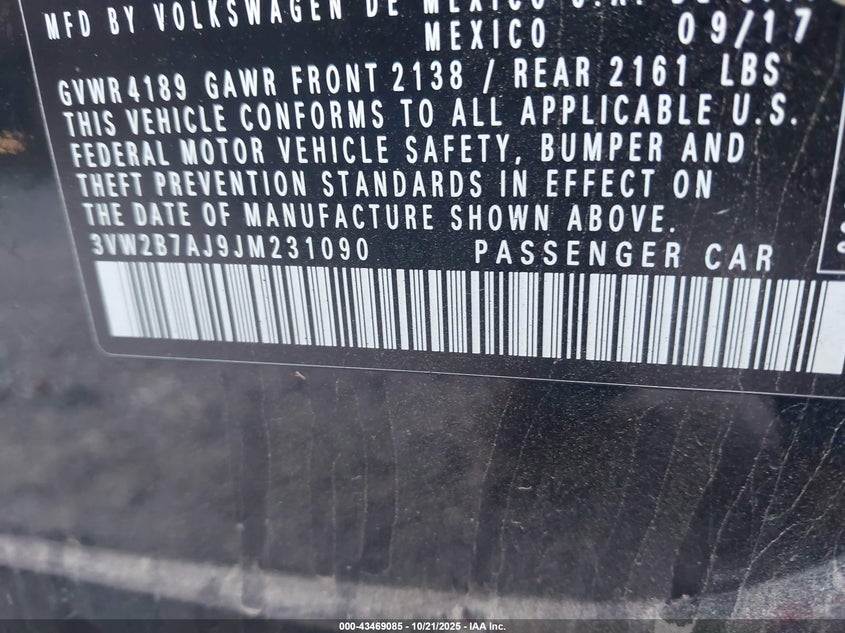 MFD BY VOLKSWAGEN DE MEXICO
MEXICO 09/17
GVWR 4189 GAWR FRONT 2138 / REAR 2161 LBS
THIS VEHICLE CONFORMS TO ALL APPLICABLE U.S.
FEDERAL MOTOR VEHICLE SAFETY, BUMPER AND
THEFT PREVENTION STANDARDS IN EFFECT ON
THE DATE OF MANUFACTURE SHOWN ABOVE.
3VW2B7AJ9JM231090 PASSENGER CAR
000-43469085 - 10/21/2025 - IAA Inc.